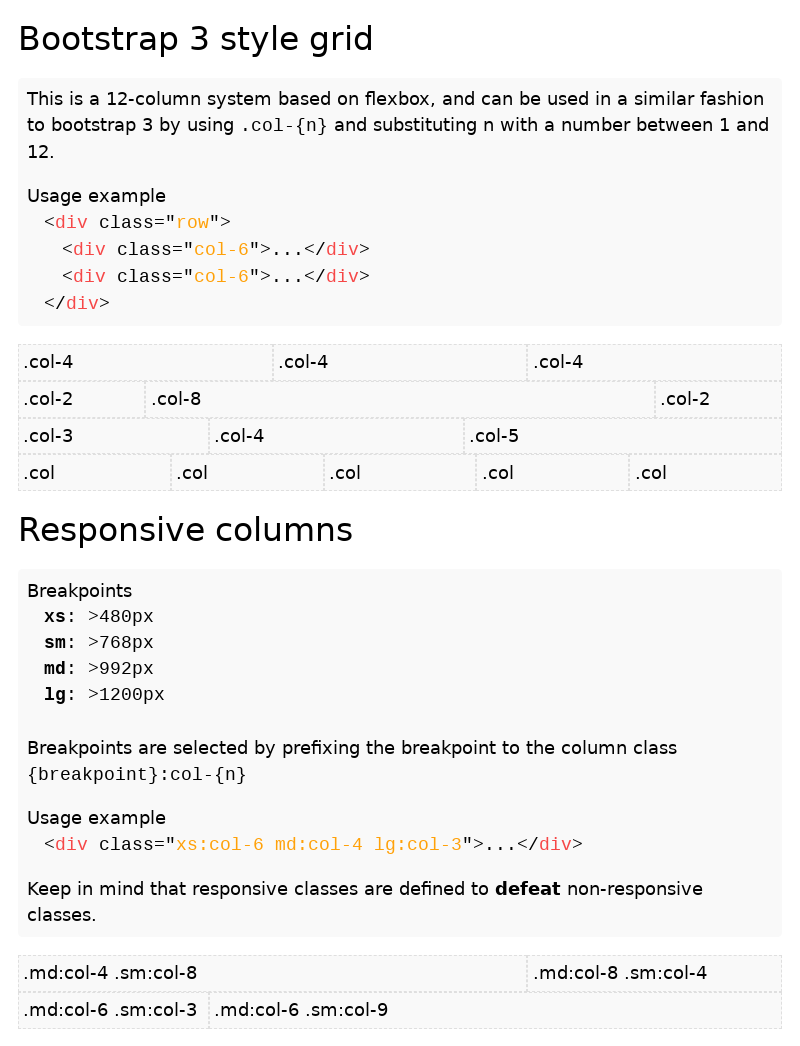 Bootstrap 3 style grid
This is a 12-column system based on flexbox, and can be used in a similar fashion
to bootstrap 3 by using .col-{n} and substituting n with a number between 1 and
12.
Usage example
<div class="row">
<div class="col-6">...</div>
<div class="col-6">...</div>
</div>
.col-4 .col-4 .col-4
.col-2 .col-8 .col-2
.col-3 .col-4 .col-5
.col .col .col .col .col
Responsive columns
Breakpoints
xs: >480px
sm: >768px
md: >992px
lg: >1200px
Breakpoints are selected by prefixing the breakpoint to the column class
{breakpoint}:col-{n}
Usage example
<div class="xs:col-6 md:col-4 lg:col-3">...</div>
Keep in mind that responsive classes are defined to defeat non-responsive
classes.
.md:col-4 .sm:col-8 .md:col-8 .sm:col-4
.md:col-6 .sm:col-3 .md:col-6 .sm:col-9